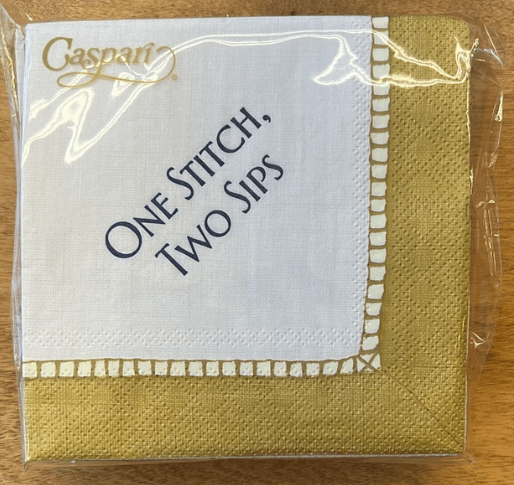 Caspari
ONE STITCH,
TWO SIPS